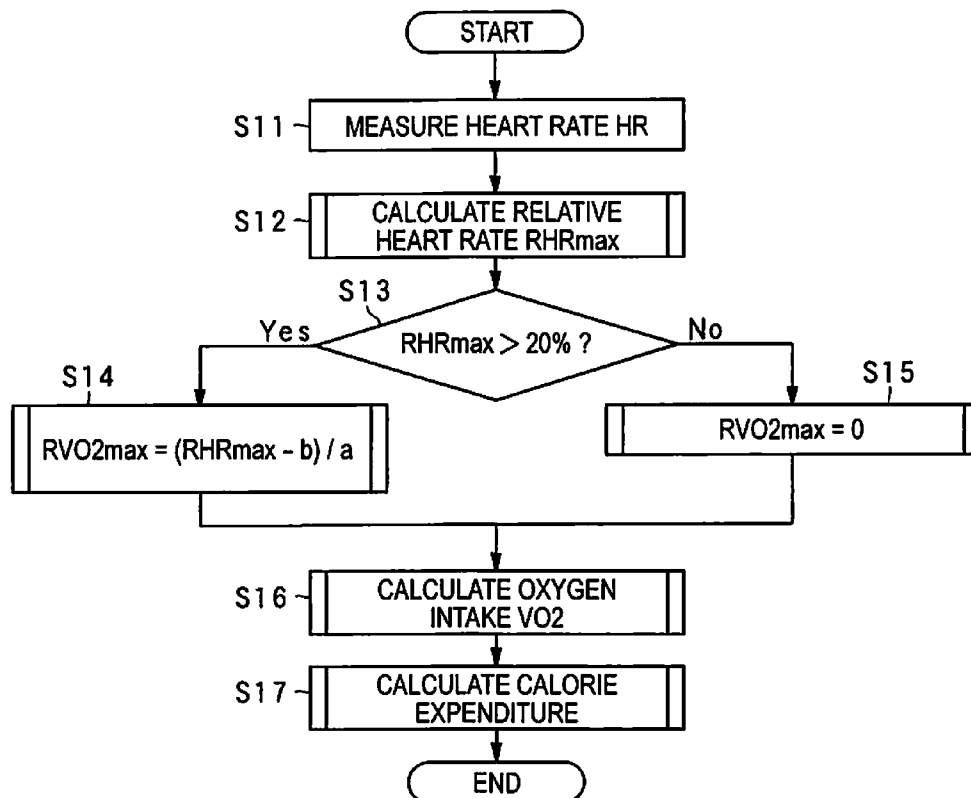 START
S11
MEASURE HEART RATE HR
S12
CALCULATE RELATIVE
HEART RATE RHRmax
S13
Yes
RHRmax > 20% ?
No
S14
RVO2max = (RHRmax - b) / a
S15
RVO2max = 0
S16
CALCULATE OXYGEN
INTAKE VO2
S17
CALCULATE CALORIE
EXPENDITURE
END